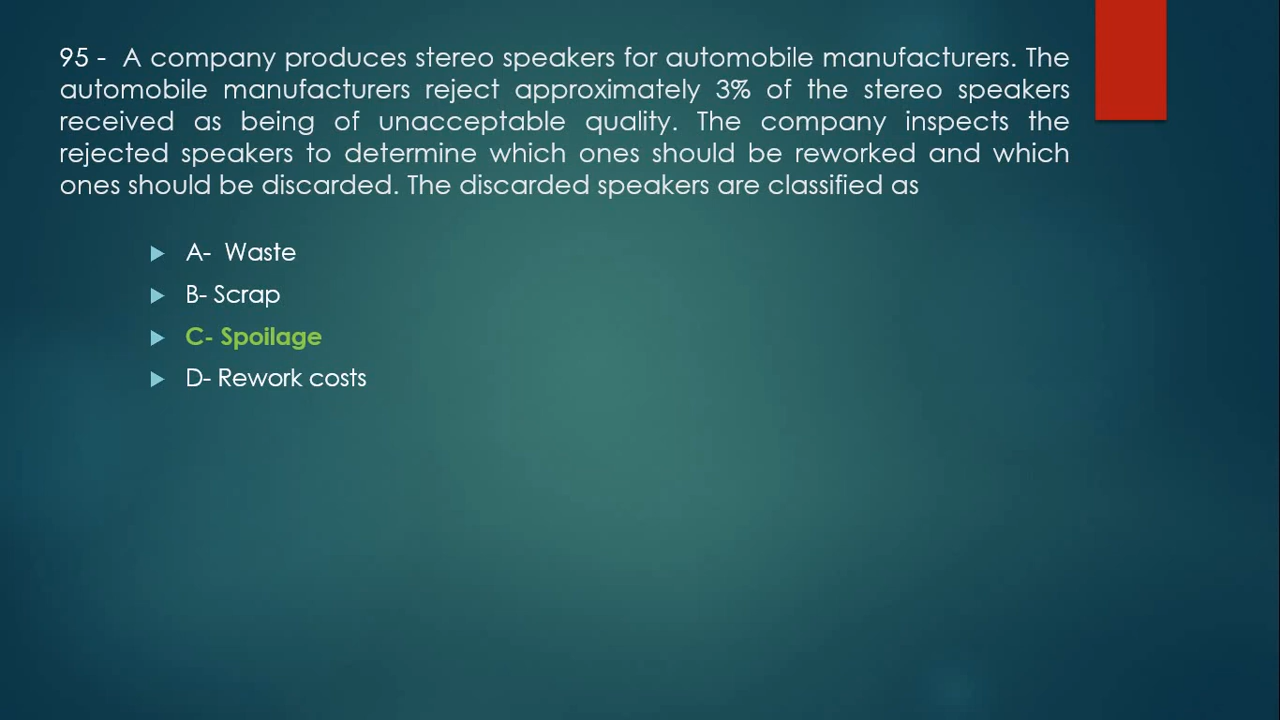 95 - A company produces stereo speakers for automobile manufacturers. The
automobile manufacturers reject approximately 3% of the stereo speakers
received as being of unacceptable quality. The company inspects the
rejected speakers to determine which ones should be reworked and which
ones should be discarded. The discarded speakers are classified as
A- Waste
B- Scrap
C- Spoilage
D- Rework costs